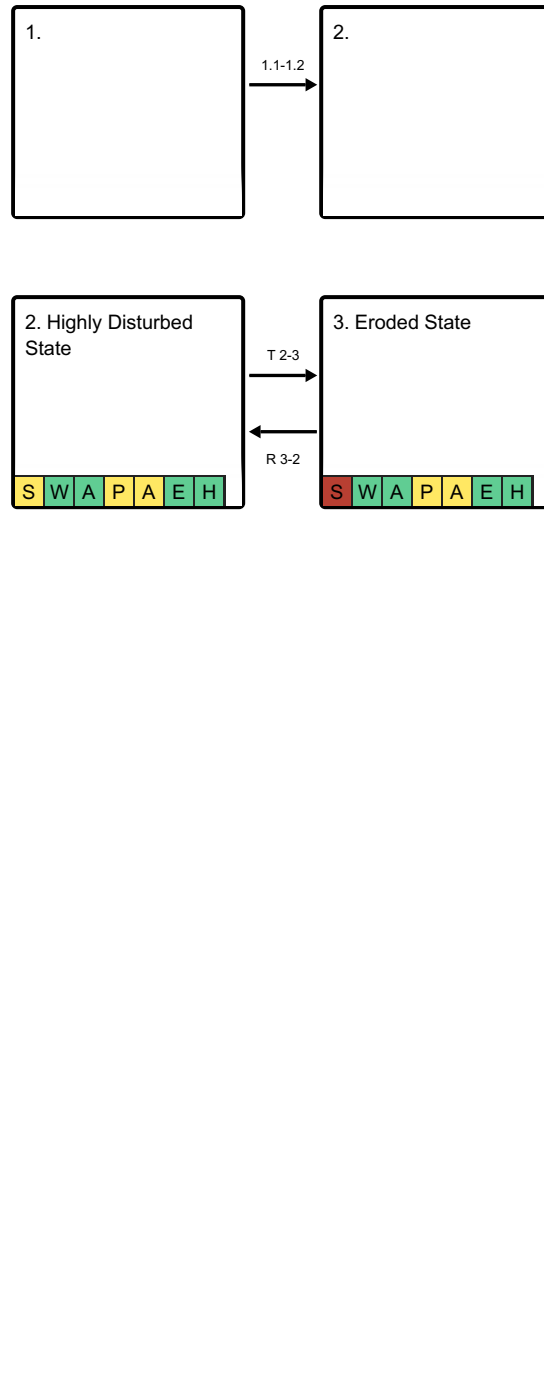 1.
1.1-1.2
2.
2. Highly Disturbed
State
T 2-3
R 3-2
3. Eroded State
S W A P A E H
S W A P A E H